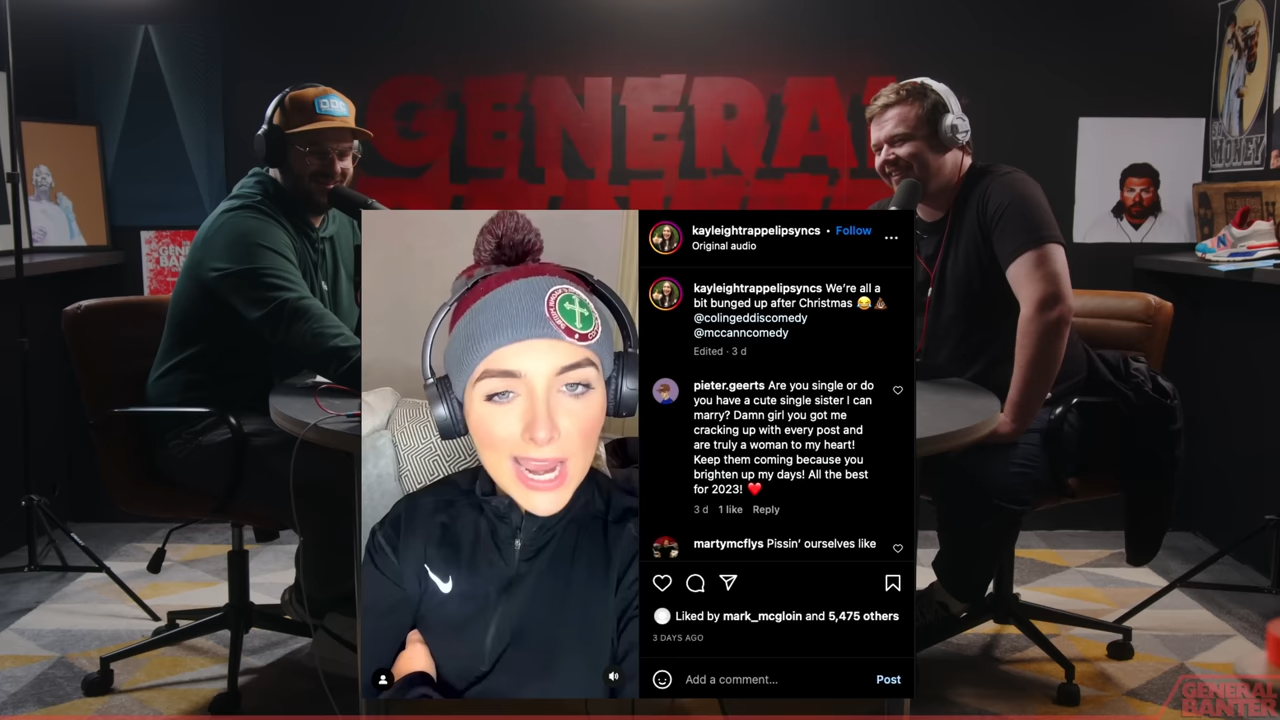 GENERAL
kayleightrappelipsyncs • Follow
Original audio
kayleightrappelipsyncs We're all a
bit bunged up after Christmas 😂💩
@colingeddiscomedy
@mccanncomedy
Edited · 3 d
pieter.geerts Are you single or do
you have a cute single sister I can
marry? Damn girl you got me
cracking up with every post and
are truly a woman to my heart!
Keep them coming because you
brighten up my days! All the best
for 2023! ❤️
3 d 1 like Reply
martymcflys Pissin' ourselves like
Liked by mark_mcgloin and 5,475 others
3 DAYS AGO
Add a comment... Post
MONEY
GENERAL
BANTER